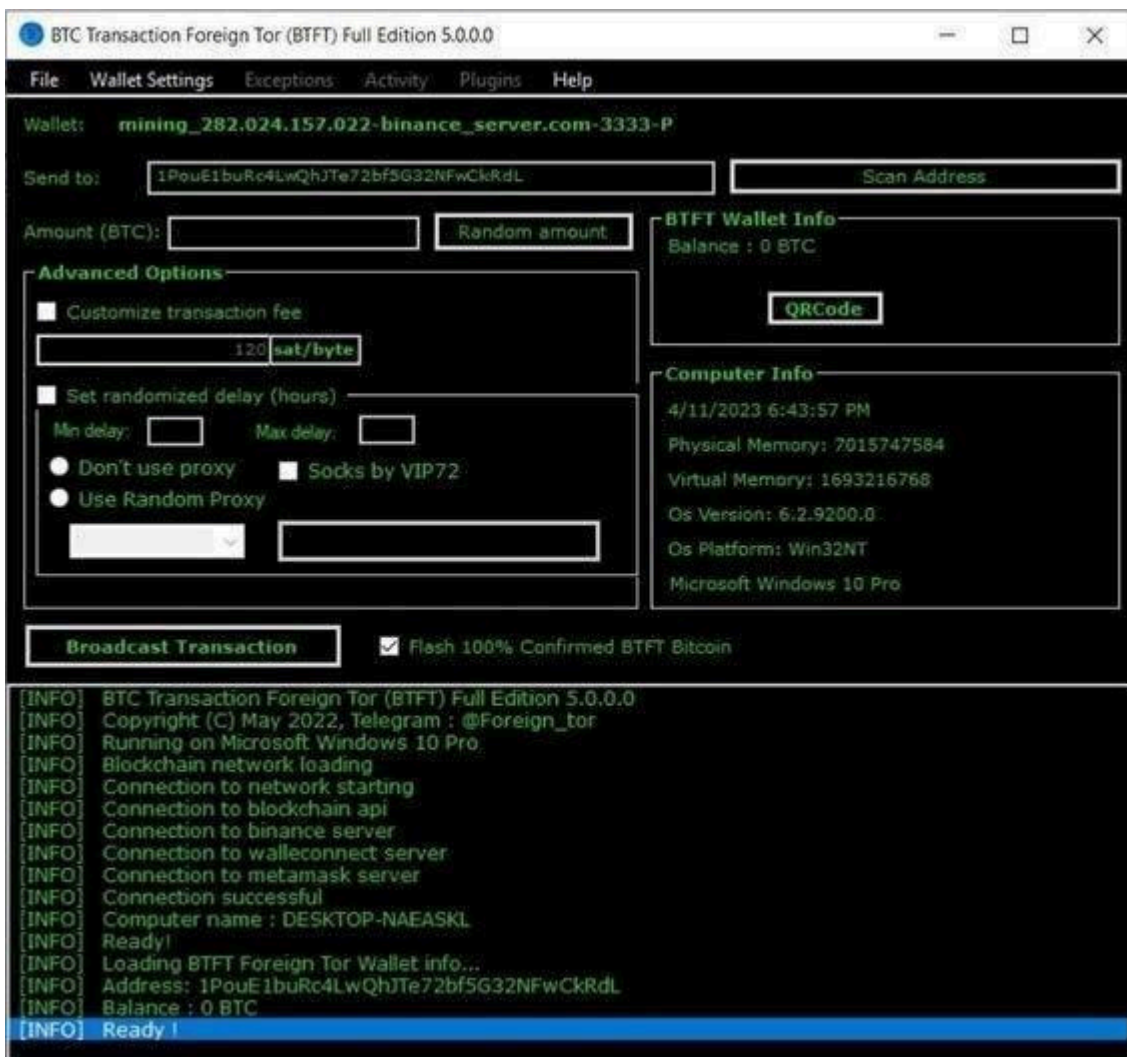 BTC Transaction Foreign Tor (BTFT) Full Edition 5.0.0.0
File Wallet Settings Exceptions Activity Plugins Help
Wallet: mining_282.024.157.022-binance_server.com-3333-P
Send to: 1PouE1buRc4LwQhJTe72bf5G32NFwCkRdL Scan Address
Amount (BTC): Random amount
BTFT Wallet Info
Balance : 0 BTC
QRCode
Advanced Options
Customize transaction fee
120 sat/byte
Set randomized delay (hours)
Min delay: Max delay:
Don't use proxy Socks by VIP72
Use Random Proxy
Computer Info
4/11/2023 6:43:57 PM
Physical Memory: 7015747584
Virtual Memory: 1693216768
Os Version: 6.2.9200.0
Os Platform: Win32NT
Microsoft Windows 10 Pro
Broadcast Transaction Flash 100% Confirmed BTFT Bitcoin
[INFO] BTC Transaction Foreign Tor (BTFT) Full Edition 5.0.0.0
[INFO] Copyright (C) May 2022, Telegram : @Foreign_tor
[INFO] Running on Microsoft Windows 10 Pro
[INFO] Blockchain network loading
[INFO] Connection to network starting
[INFO] Connection to blockchain api
[INFO] Connection to binance server
[INFO] Connection to walleconnect server
[INFO] Connection to metamask server
[INFO] Connection successful
[INFO] Computer name : DESKTOP-NAEASKL
[INFO] Ready!
[INFO] Loading BTFT Foreign Tor Wallet info...
[INFO] Address: 1PouE1buRc4LwQhJTe72bf5G32NFwCkRdL
[INFO] Balance : 0 BTC
[INFO] Ready !